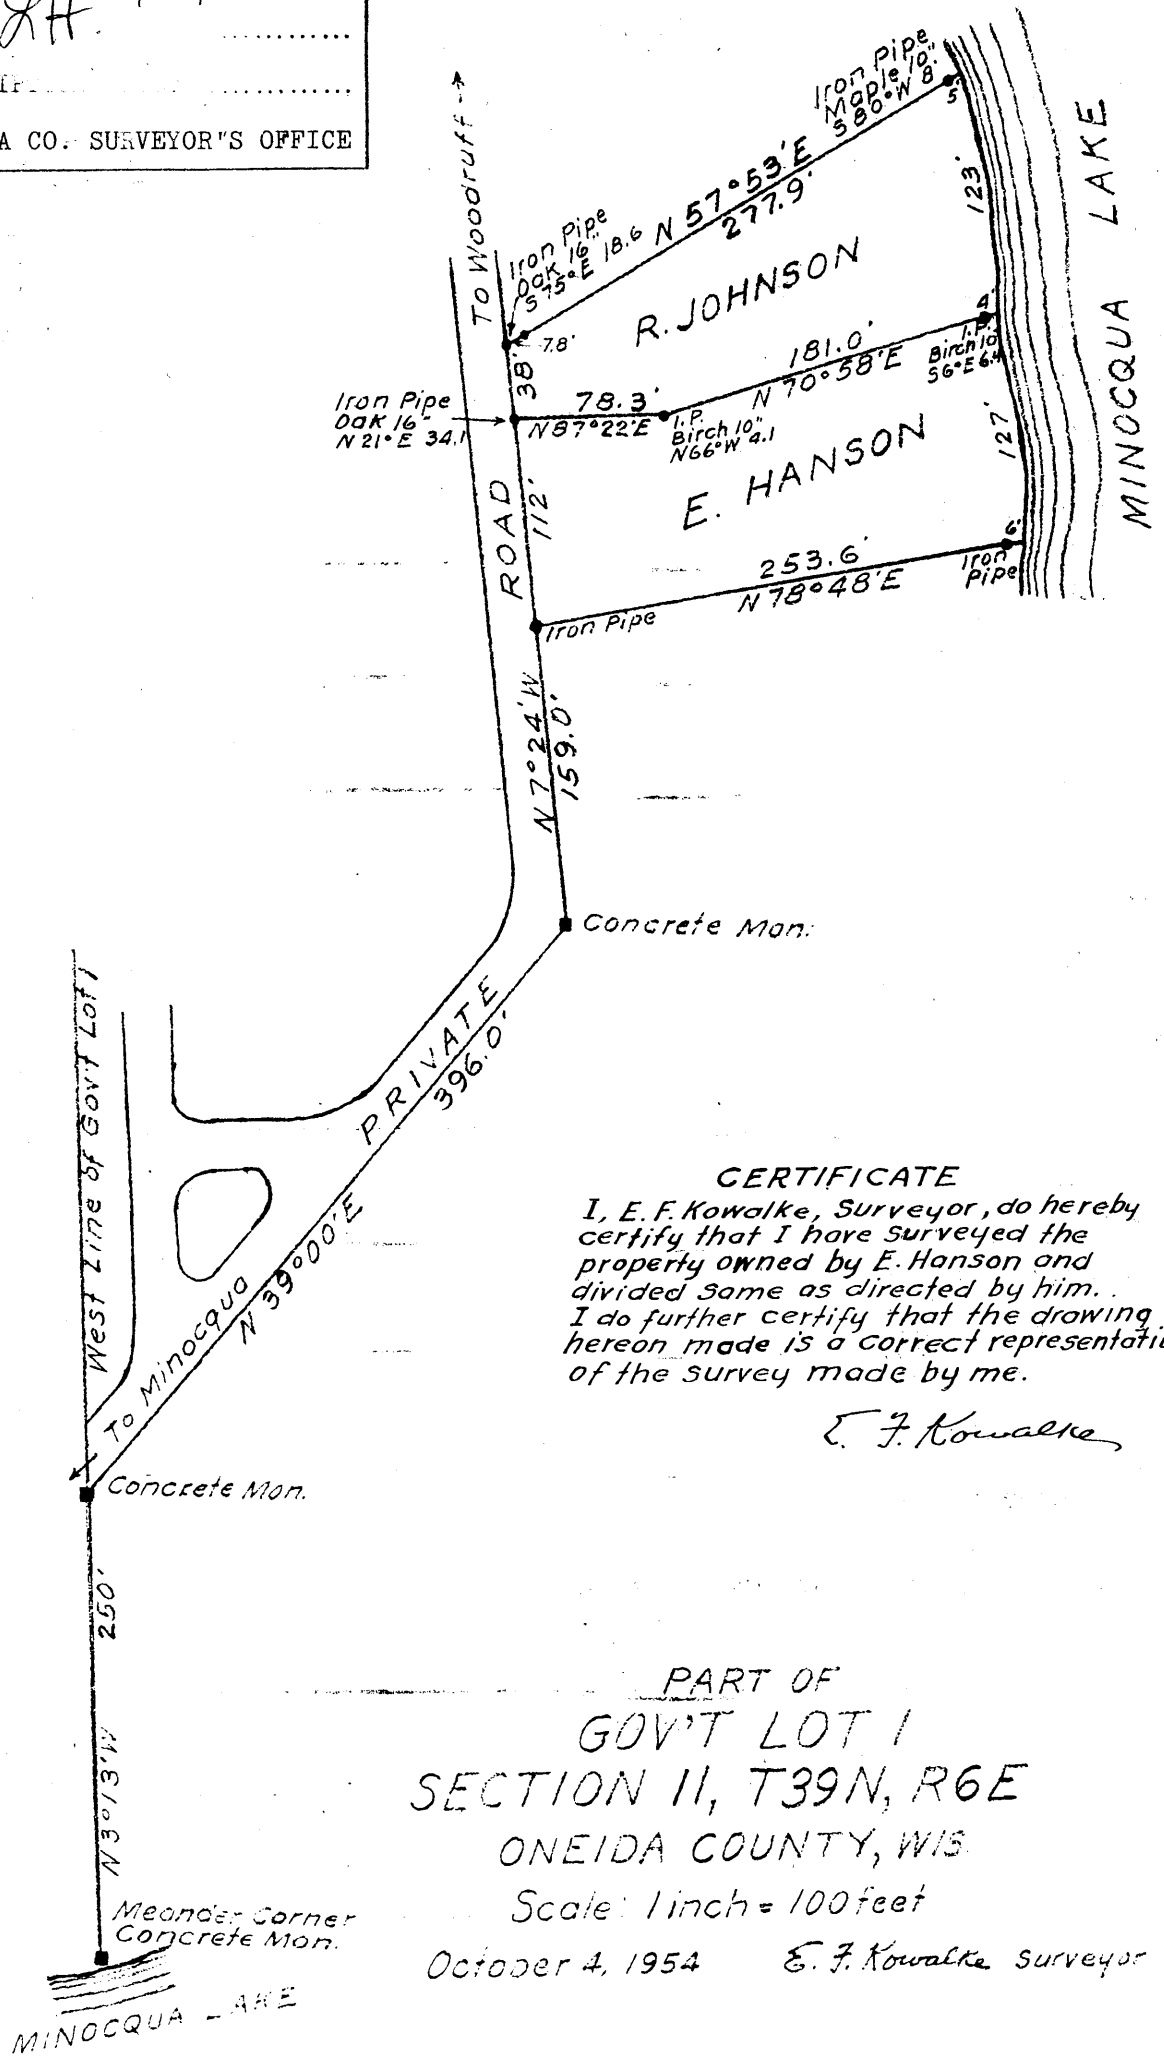 LH.
A CO. SURVEYOR'S OFFICE
To Woodruff
Iron Pipe
Maple 10"
S 80° W 8'
5'
N 57° 53' E
277.9'
Iron Pipe
Oak 16"
S 75° E 18.6
7.8'
38'
R. JOHNSON
123'
MINOCQUA LAKE
181.0'
N 70° 58' E
4'
I.P.
Birch 10"
S6°E 6.4
Iron Pipe
Oak 16"
N 21° E 34.1
78.3'
N87°22'E
I.P.
Birch 10"
N66°W 4.1
E. HANSON
127'
112'
ROAD
253.6'
N 78° 48' E
6'
Iron
Pipe
Iron Pipe
N 7° 24' W
159.0'
Concrete Mon.
PRIVATE
396.0'
N 39° 00' E
West Line of Gov't Lot 1
To Minocqua
Concrete Mon.
250'
N 3° 13' W
Meander Corner
Concrete Mon.
MINOCQUA LAKE
CERTIFICATE
I, E. F. Kowalke, Surveyor, do hereby
certify that I have surveyed the
property owned by E. Hanson and
divided same as directed by him.
I do further certify that the drawing
hereon made is a correct representati
of the survey made by me.
E. F. Kowalke
PART OF
GOV'T LOT 1
SECTION 11, T39N, R6E
ONEIDA COUNTY, WIS.
Scale: 1 inch = 100 feet
October 4, 1954 E. F. Kowalke Surveyor